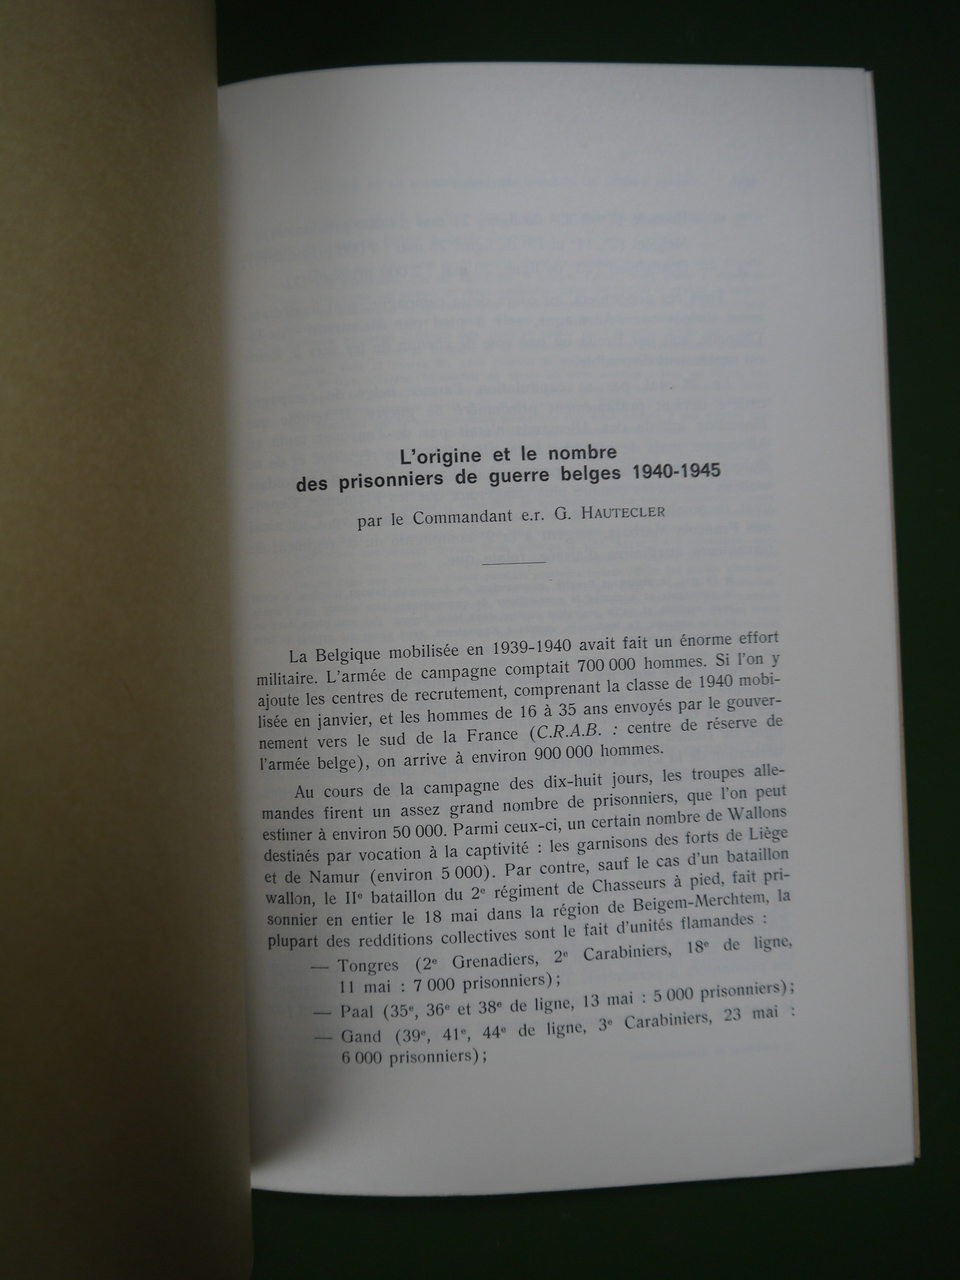 L'origine et le nombre
des prisonniers de guerre belges 1940-1945
par le Commandant e.r. G. HAUTECLER
La Belgique mobilisée en 1939-1940 avait fait un énorme effort
militaire. L'armée de campagne comptait 700 000 hommes. Si l'on y
ajoute les centres de recrutement, comprenant la classe de 1940 mobi-
lisée en janvier, et les hommes de 16 à 35 ans envoyés par le gouver-
nement vers le sud de la France (C.R.A.B. : centre de réserve de
l'armée belge), on arrive à environ 900 000 hommes.
Au cours de la campagne des dix-huit jours, les troupes alle-
mandes firent un assez grand nombre de prisonniers, que l'on peut
estimer à environ 50 000. Parmi ceux-ci, un certain nombre de Wallons
destinés par vocation à la captivité : les garnisons des forts de Liège
et de Namur (environ 5 000). Par contre, sauf le cas d'un bataillon
wallon, le IIe bataillon du 2e régiment de Chasseurs à pied, fait pri-
sonnier en entier le 18 mai dans la région de Beigem-Merchtem, la
plupart des redditions collectives sont le fait d'unités flamandes :
— Tongres (2e Grenadiers, 2e Carabiniers, 18e de ligne,
11 mai : 7 000 prisonniers) ;
— Paal (35e, 36e et 38e de ligne, 13 mai : 5 000 prisonniers) ;
— Gand (39e, 41e, 44e de ligne, 3e Carabiniers, 23 mai :
6 000 prisonniers) ;